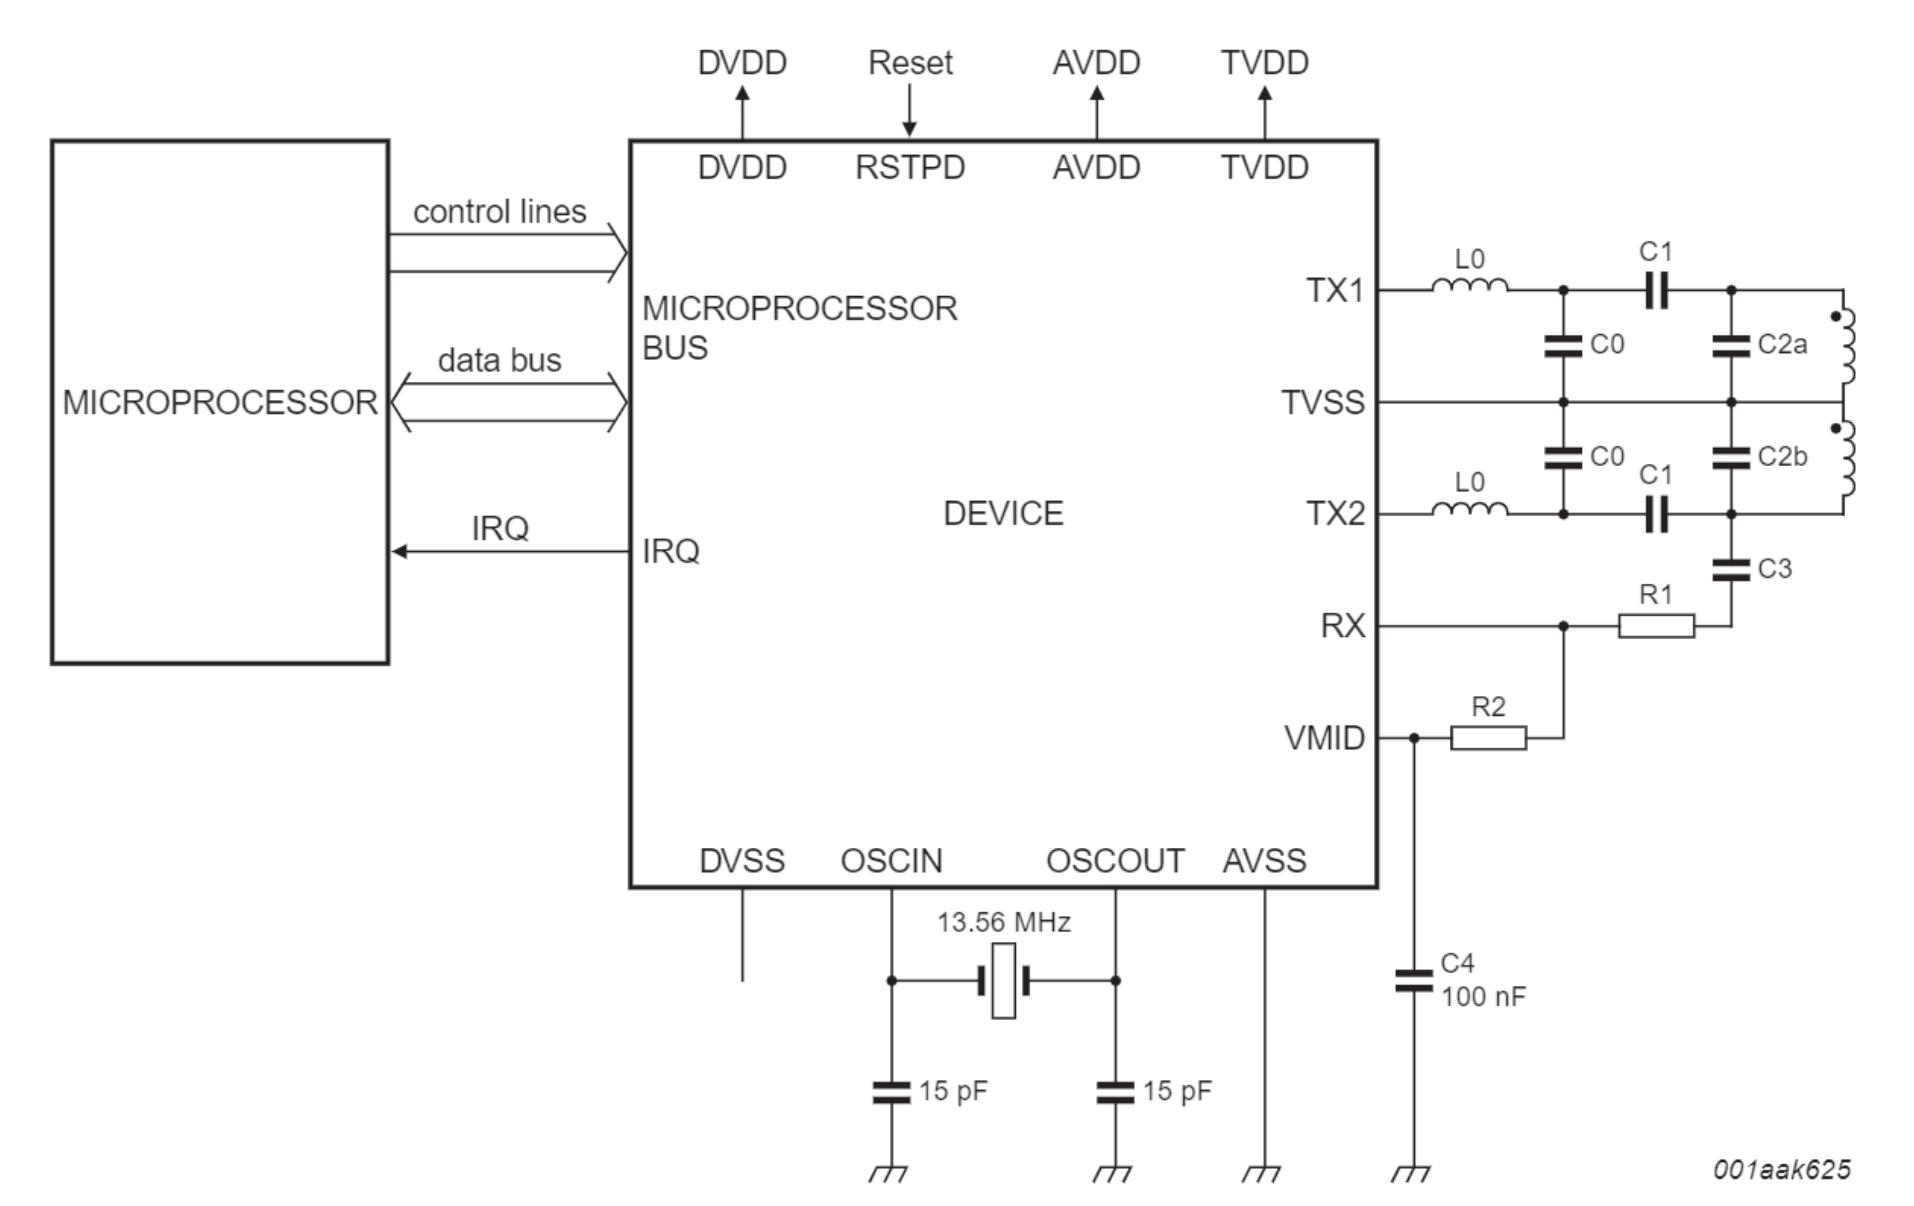 DVDD Reset AVDD TVDD
DVDD RSTPD AVDD TVDD
control lines
MICROPROCESSOR
BUS
data bus
MICROPROCESSOR
IRQ
IRQ
DEVICE
TX1
L0
C1
C0
C2a
TVSS
C0
C2b
TX2
L0
C1
C3
RX
R1
VMID
R2
DVSS OSCIN OSCOUT AVSS
13.56 MHz
C4
100 nF
15 pF
15 pF
001aak625